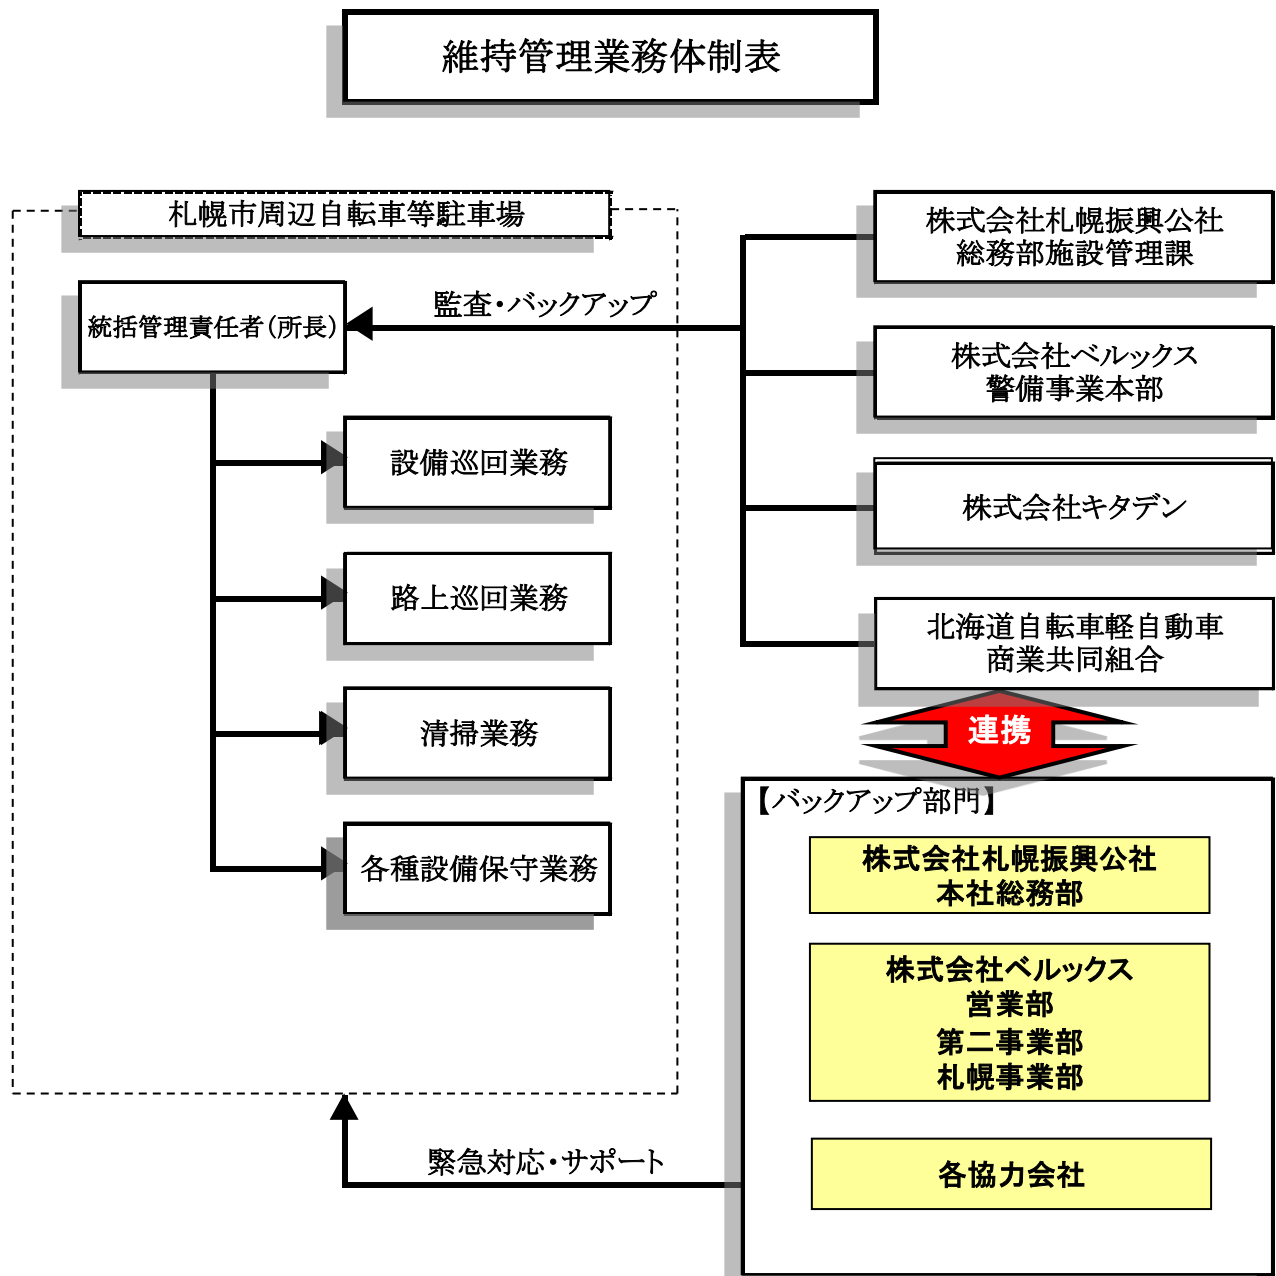 維持管理業務体制表
札幌市周辺自転車等駐車場
統括管理責任者（所長）
監査・バックアップ
設備巡回業務
路上巡回業務
清掃業務
各種設備保守業務
株式会社札幌振興公社
総務部施設管理課
株式会社ベルックス
警備事業本部
株式会社キタデン
北海道自転車軽自動車
商業共同組合
連携
【バックアップ部門】
株式会社札幌振興公社
本社総務部
株式会社ベルックス
営業部
第二事業部
札幌事業部
各協力会社
緊急対応・サポート